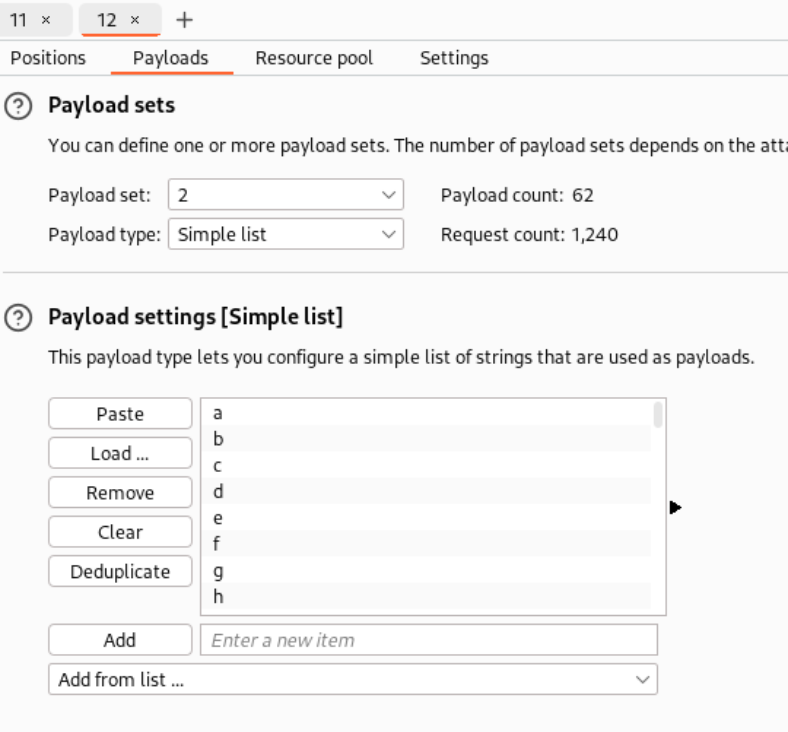 11 × 12 × +
Positions Payloads Resource pool Settings
? Payload sets
You can define one or more payload sets. The number of payload sets depends on the
Payload set: 2 Payload count: 62
Payload type: Simple list Request count: 1,240
? Payload settings [Simple list]
This payload type lets you configure a simple list of strings that are used as payloads.
Paste
Load ...
Remove
Clear
Deduplicate
a
b
c
d
e
f
g
h
Add Enter a new item
Add from list ...